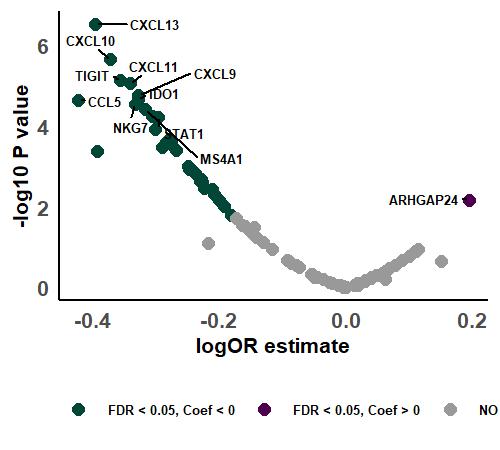 CXCL13
CXCL10
CXCL11
TIGIT
CXCL9
IDO1
CCL5
NKG7
STAT1
MS4A1
ARHGAP24
-log10 P value
6
4
2
0
-0.4
-0.2
0.0
0.2
logOR estimate
FDR < 0.05, Coef < 0
FDR < 0.05, Coef > 0
NO